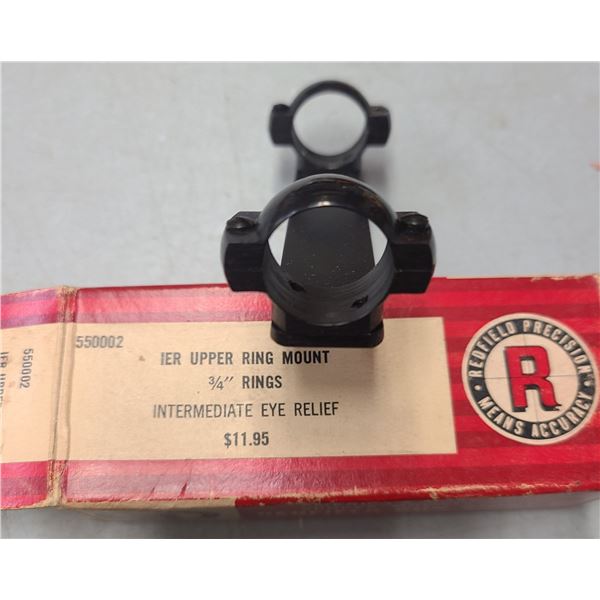 550002
IER UPPER RING MOUNT
3/4" RINGS
INTERMEDIATE EYE RELIEF
$11.95
REDFIELD PRECISION
R
MEANS ACCURACY
550002